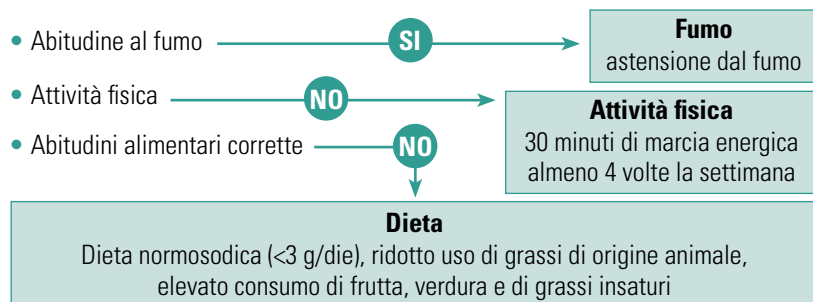 • Abitudine al fumo
SI
Fumo
astensione dal fumo
• Attività fisica
NO
Attività fisica
30 minuti di marcia energica
almeno 4 volte la settimana
• Abitudini alimentari corrette
NO
Dieta
Dieta normosodica (<3 g/die), ridotto uso di grassi di origine animale,
elevato consumo di frutta, verdura e di grassi insaturi